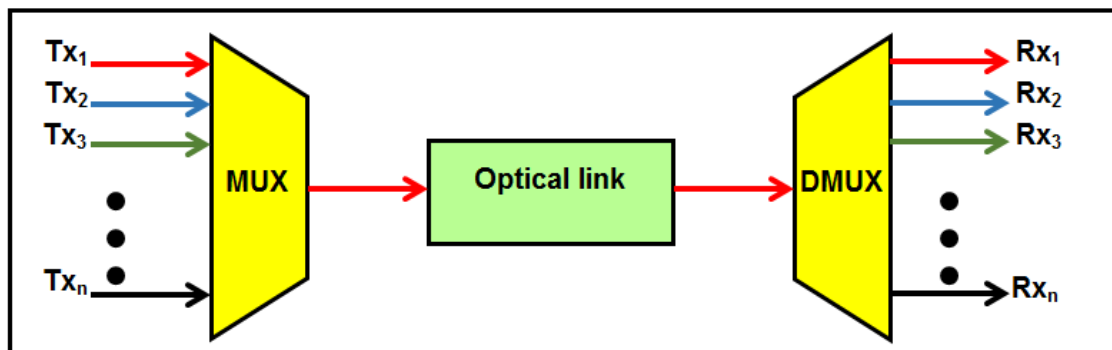 Tx₁
Tx₂
Tx₃
Txₙ
MUX
Optical link
DMUX
Rx₁
Rx₂
Rx₃
Rxₙ